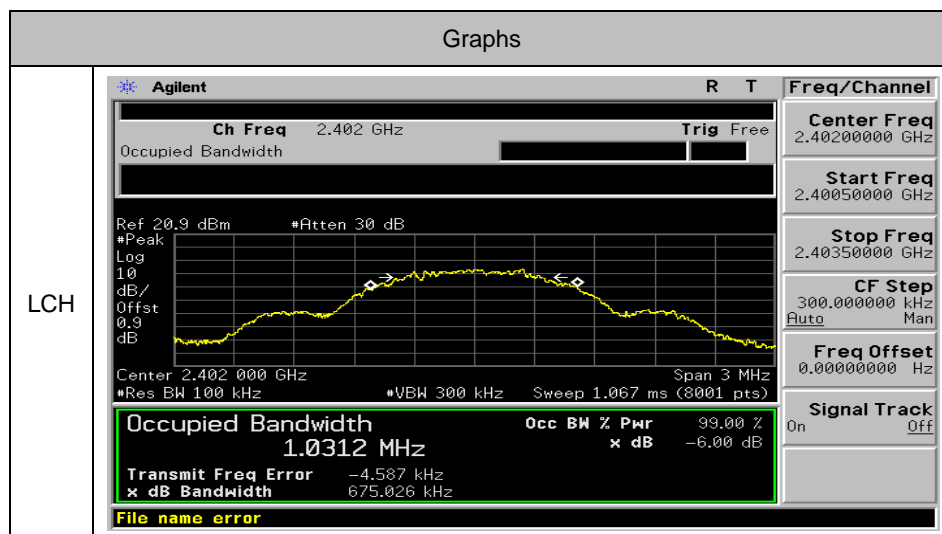 Graphs
LCH
Agilent
R T
Ch Freq 2.402 GHz
Trig Free
Occupied Bandwidth
Ref 20.9 dBm
#Atten 30 dB
#Peak
Log
10
dB/
Offst
0.9
dB
Center 2.402 000 GHz
Span 3 MHz
#Res BW 100 kHz
#VBW 300 kHz
Sweep 1.067 ms (8001 pts)
Occupied Bandwidth
1.0312 MHz
Occ BW % Pwr 99.00 %
x dB -6.00 dB
Transmit Freq Error -4.587 kHz
x dB Bandwidth 675.026 kHz
File name error
Freq/Channel
Center Freq
2.40200000 GHz
Start Freq
2.40050000 GHz
Stop Freq
2.40350000 GHz
CF Step
300.000000 kHz
Auto Man
Freq Offset
0.00000000 Hz
Signal Track
On Off